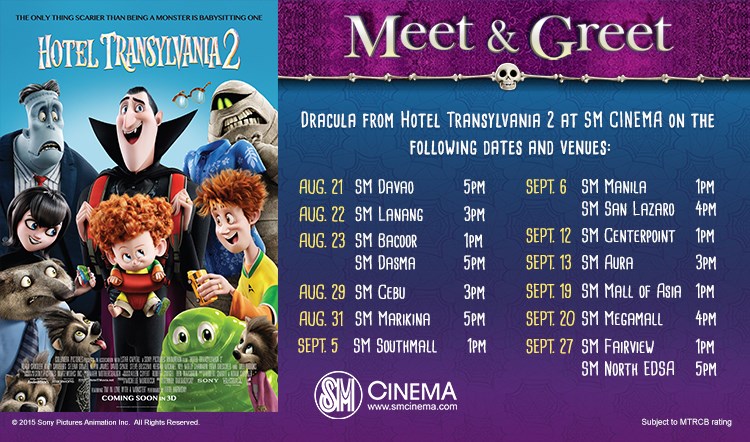 THE ONLY THING SCARIER THAN BEING A MONSTER IS BABYSITTING ONE
HOTEL TRANSYLVANIA 2
COMING SOON IN 3D
SONY
© 2015 Sony Pictures Animation Inc. All Rights Reserved.
Meet & Greet
DRACULA FROM HOTEL TRANSYLVANIA 2 AT SM CINEMA ON THE
FOLLOWING DATES AND VENUES:
AUG. 21 SM DAVAO 5PM
AUG. 22 SM LANANG 3PM
AUG. 23 SM BACOOR 1PM
SM DASMA 5PM
AUG. 29 SM CEBU 3PM
AUG. 31 SM MARIKINA 5PM
SEPT. 5 SM SOUTHMALL 1PM
SEPT. 6 SM MANILA 1PM
SM SAN LAZARO 4PM
SEPT. 12 SM CENTERPOINT 1PM
SEPT. 13 SM AURA 3PM
SEPT. 19 SM MALL OF ASIA 1PM
SEPT. 20 SM MEGAMALL 4PM
SEPT. 27 SM FAIRVIEW 1PM
SM NORTH EDSA 5PM
SM CINEMA
www.smcinema.com
Subject to MTRCB rating